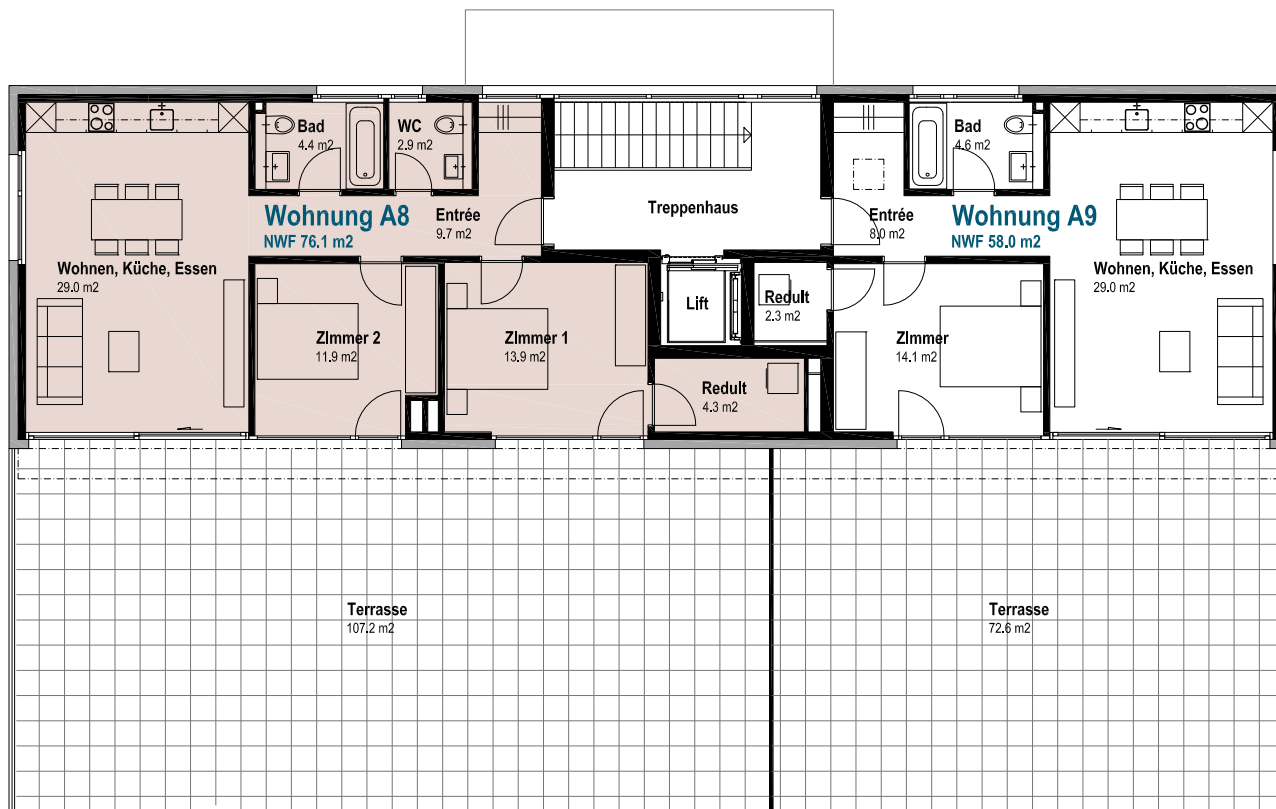 Bad
4.4 m2
WC
2.9 m2
Wohnung A8
NWF 76.1 m2
Entrée
9.7 m2
Treppenhaus
Bad
4.6 m2
Entrée
8.0 m2
Wohnung A9
NWF 58.0 m2
Wohnen, Küche, Essen
29.0 m2
Zimmer 2
11.9 m2
Zimmer 1
13.9 m2
Lift
Reduit
2.3 m2
Reduit
4.3 m2
Zimmer
14.1 m2
Wohnen, Küche, Essen
29.0 m2
Terrasse
107.2 m2
Terrasse
72.6 m2